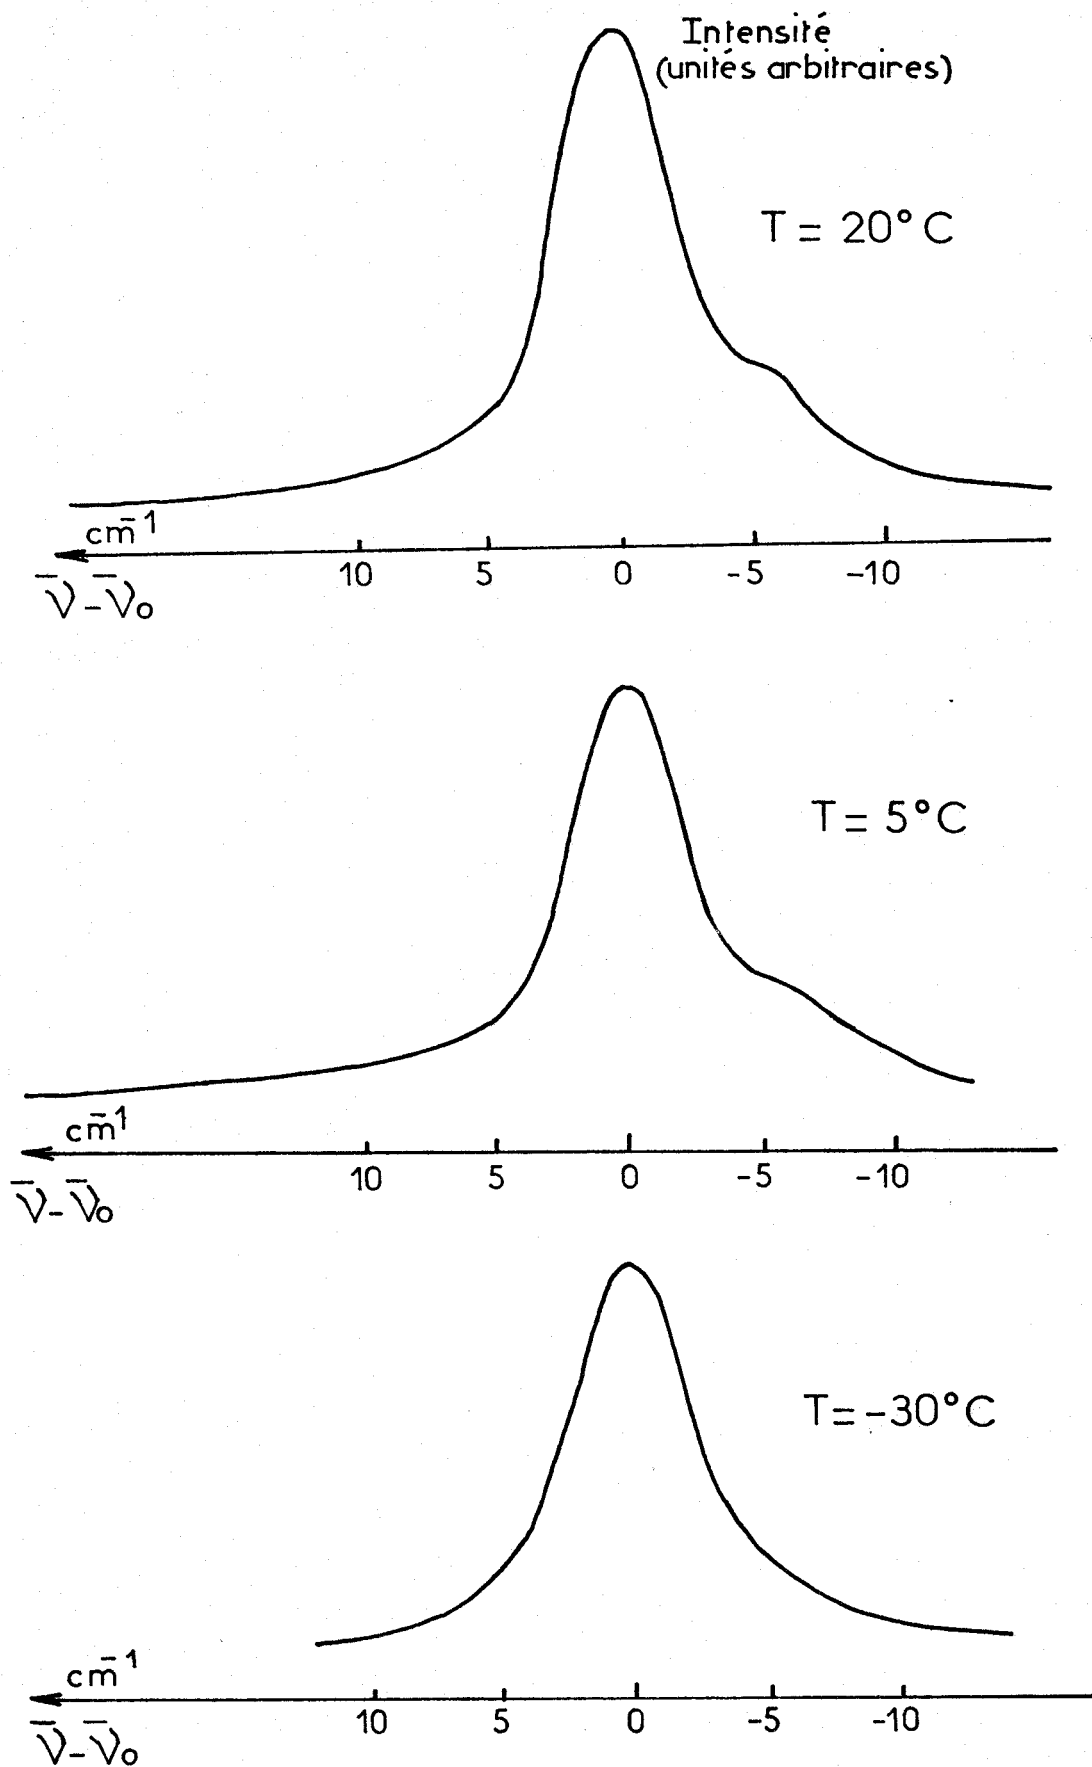 Intensité
(unités arbitraires)
T = 20°C
cm⁻¹
10 5 0 -5 -10
ν̄ - ν̄₀
T = 5°C
cm⁻¹
10 5 0 -5 -10
ν̄ - ν̄₀
T = -30°C
cm⁻¹
10 5 0 -5 -10
ν̄ - ν̄₀